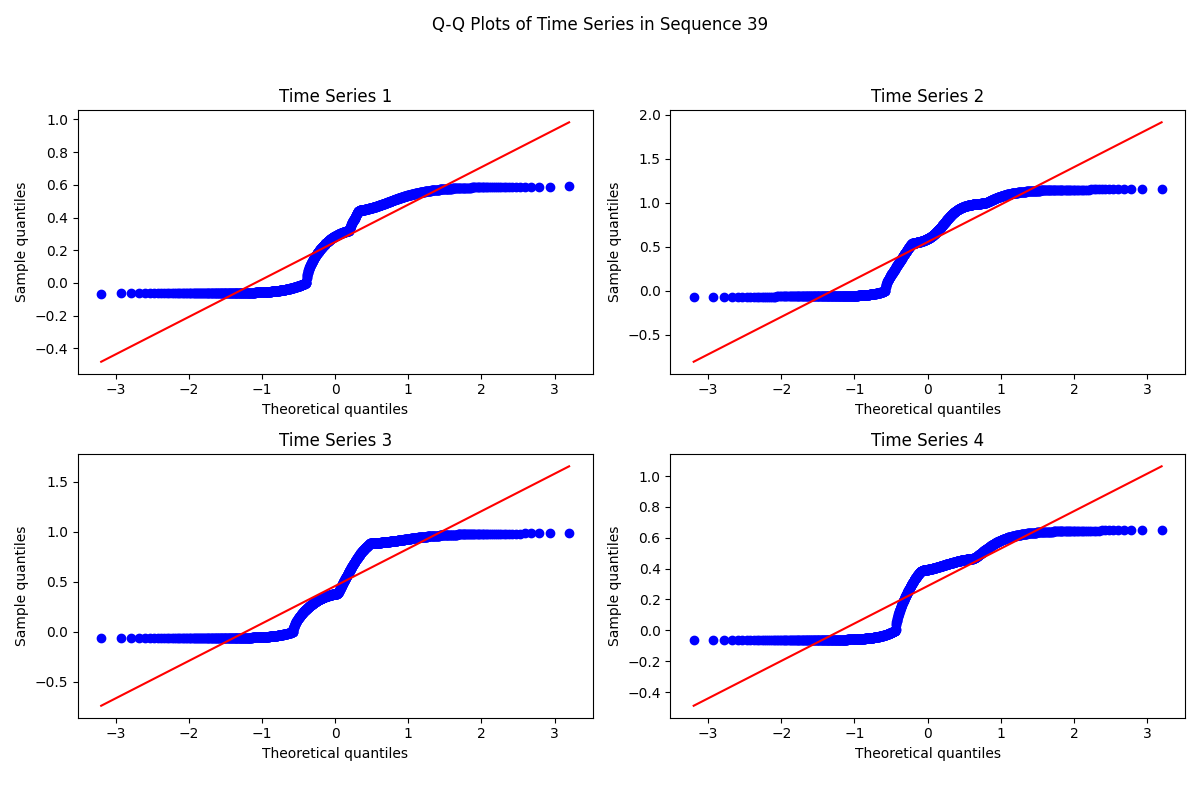 Q-Q Plots of Time Series in Sequence 39
Time Series 1
1.0
0.8
0.6
0.4
0.2
0.0
−0.2
−0.4
Sample quantiles
−3 −2 −1 0 1 2 3
Theoretical quantiles
Time Series 2
2.0
1.5
1.0
0.5
0.0
−0.5
Sample quantiles
−3 −2 −1 0 1 2 3
Theoretical quantiles
Time Series 3
1.5
1.0
0.5
0.0
−0.5
Sample quantiles
−3 −2 −1 0 1 2 3
Theoretical quantiles
Time Series 4
1.0
0.8
0.6
0.4
0.2
0.0
−0.2
−0.4
Sample quantiles
−3 −2 −1 0 1 2 3
Theoretical quantiles